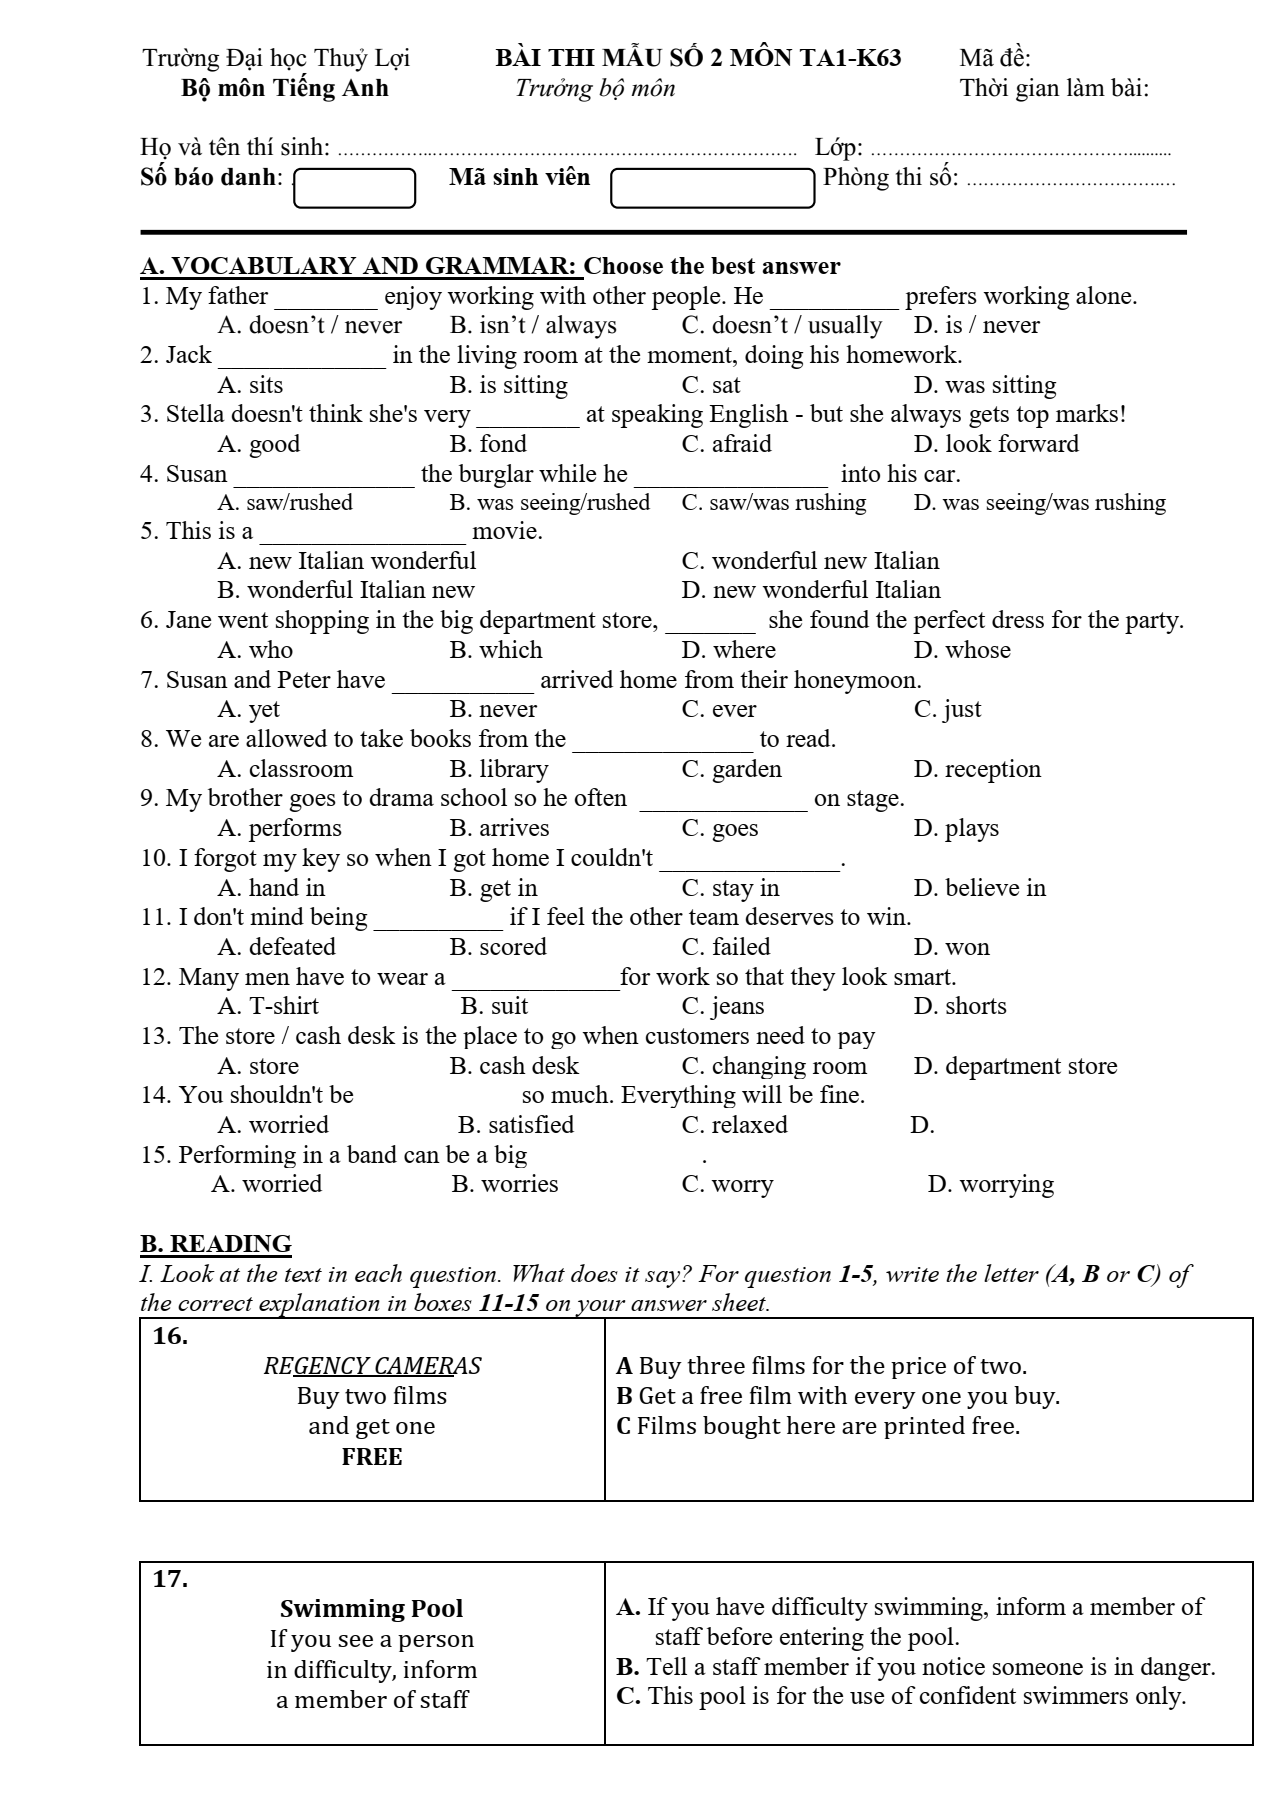 Trường Đại học Thuỷ Lợi BÀI THI MẪU SỐ 2 MÔN TA1-K63 Mã đề:
Bộ môn Tiếng Anh Trưởng bộ môn Thời gian làm bài:
Họ và tên thí sinh: ……………..………………………………………………………. Lớp: ……………………………………..........
Số báo danh: Mã sinh viên Phòng thi số: …………………………….…
A. VOCABULARY AND GRAMMAR: Choose the best answer
1. My father ________ enjoy working with other people. He __________ prefers working alone.
A. doesn’t / never B. isn’t / always C. doesn’t / usually D. is / never
2. Jack _____________ in the living room at the moment, doing his homework.
A. sits B. is sitting C. sat D. was sitting
3. Stella doesn't think she's very ________ at speaking English - but she always gets top marks!
A. good B. fond C. afraid D. look forward
4. Susan ______________ the burglar while he _______________ into his car.
A. saw/rushed B. was seeing/rushed C. saw/was rushing D. was seeing/was rushing
5. This is a ________________ movie.
A. new Italian wonderful C. wonderful new Italian
B. wonderful Italian new D. new wonderful Italian
6. Jane went shopping in the big department store, _______ she found the perfect dress for the party.
A. who B. which D. where D. whose
7. Susan and Peter have ___________ arrived home from their honeymoon.
A. yet B. never C. ever C. just
8. We are allowed to take books from the ______________ to read.
A. classroom B. library C. garden D. reception
9. My brother goes to drama school so he often _____________ on stage.
A. performs B. arrives C. goes D. plays
10. I forgot my key so when I got home I couldn't ______________.
A. hand in B. get in C. stay in D. believe in
11. I don't mind being __________ if I feel the other team deserves to win.
A. defeated B. scored C. failed D. won
12. Many men have to wear a _____________for work so that they look smart.
A. T-shirt B. suit C. jeans D. shorts
13. The store / cash desk is the place to go when customers need to pay
A. store B. cash desk C. changing room D. department store
14. You shouldn't be so much. Everything will be fine.
A. worried B. satisfied C. relaxed D.
15. Performing in a band can be a big .
A. worried B. worries C. worry D. worrying
B. READING
I. Look at the text in each question. What does it say? For question 1-5, write the letter (A, B or C) of
the correct explanation in boxes 11-15 on your answer sheet.
16.
REGENCY CAMERAS
Buy two films
and get one
FREE
A Buy three films for the price of two.
B Get a free film with every one you buy.
C Films bought here are printed free.
17.
Swimming Pool
If you see a person
in difficulty, inform
a member of staff
A. If you have difficulty swimming, inform a member of
staff before entering the pool.
B. Tell a staff member if you notice someone is in danger.
C. This pool is for the use of confident swimmers only.